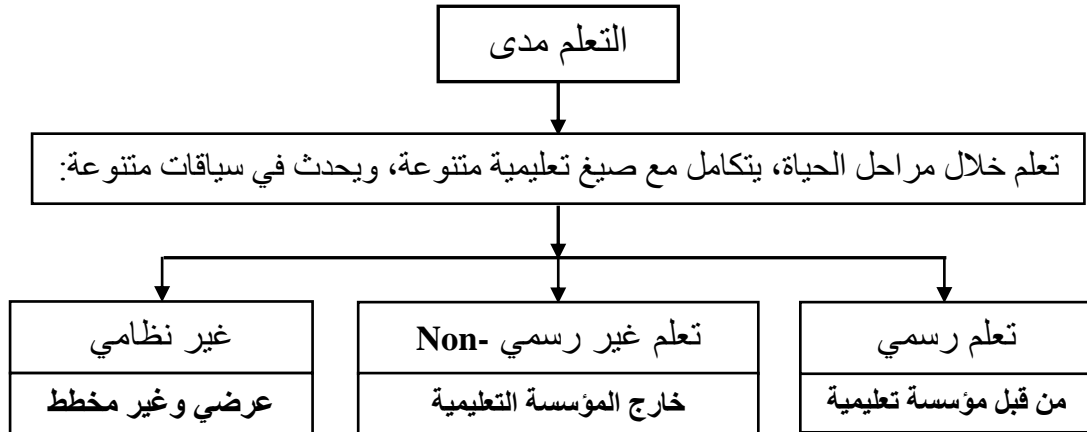 التعلم مدى
تعلم خلال مراحل الحياة، يتكامل مع صيغ تعليمية متنوعة، ويحدث في سياقات متنوعة:
تعلم رسمي
من قبل مؤسسة تعليمية
تعلم غير رسمي Non-
خارج المؤسسة التعليمية
غير نظامي
عرضي وغير مخطط